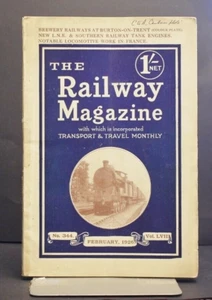 BREWERY RAILWAYS AT BURTON-ON-TRENT
NEW L.M.S. & SOUTHERN RAILWAY TANK ENGINES.
NOTABLE LOCOMOTIVE WORK IN FRANCE.
THE
1/-
NET
Railway
Magazine
with which is incorporated
TRANSPORT & TRAVEL MONTHLY
No. 344.
Vol. LVIII.
FEBRUARY, 1926